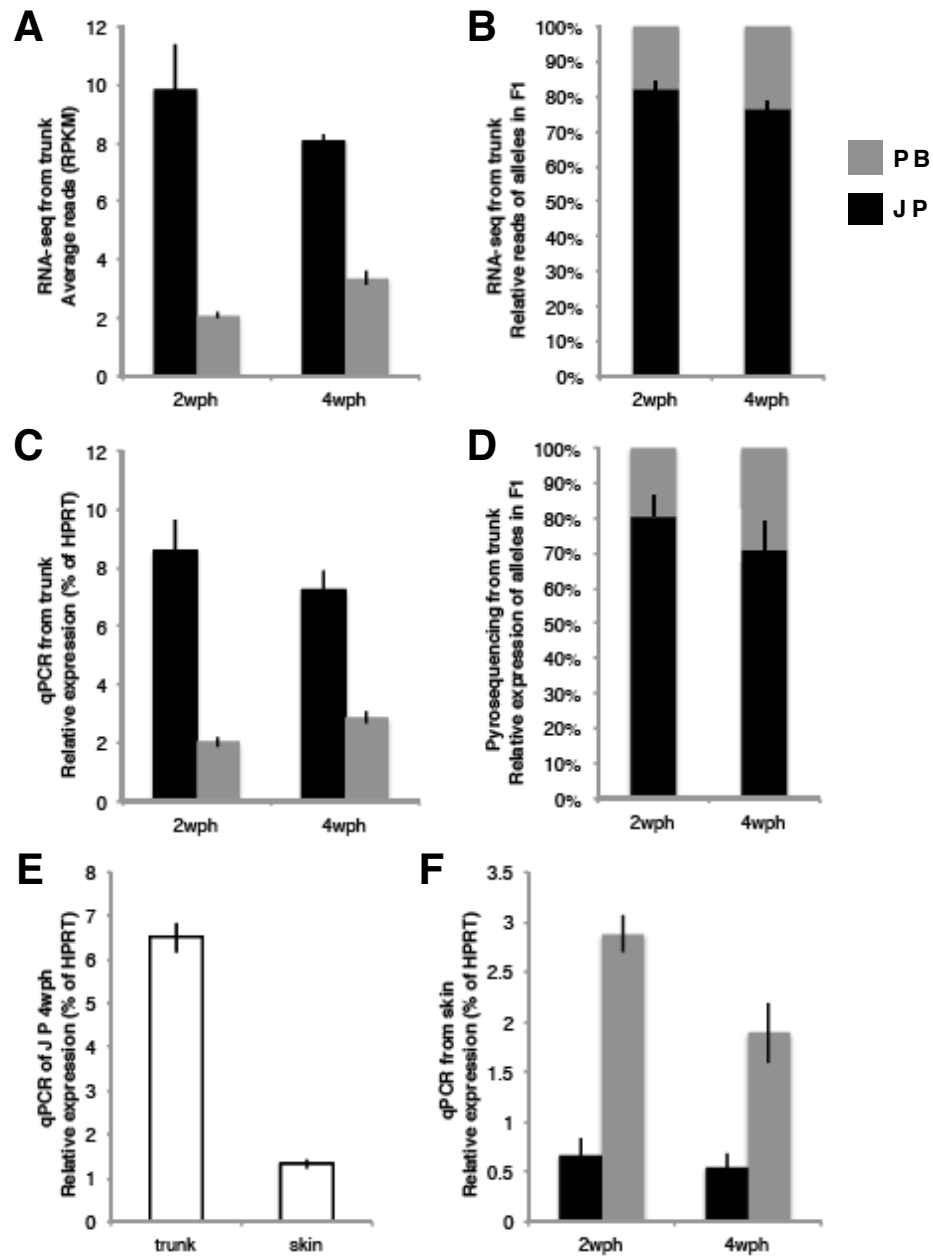 A
RNA-seq from trunk
Average reads (RPKM)
12
10
8
6
4
2
0
2wph 4wph
B
RNA-seq from trunk
Relative reads of alleles in F1
100%
90%
80%
70%
60%
50%
40%
30%
20%
10%
0%
2wph 4wph
P B
J P
C
qPCR from trunk
Relative expression (% of HPRT)
12
10
8
6
4
2
0
2wph 4wph
D
Pyrosequencing from trunk
Relative expression of alleles in F1
100%
90%
80%
70%
60%
50%
40%
30%
20%
10%
0%
2wph 4wph
E
qPCR of J P 4wph
Relative expression (% of HPRT)
8
7
6
5
4
3
2
1
0
trunk skin
F
qPCR from skin
Relative expression (% of HPRT)
3.5
3
2.5
2
1.5
1
0.5
0
2wph 4wph